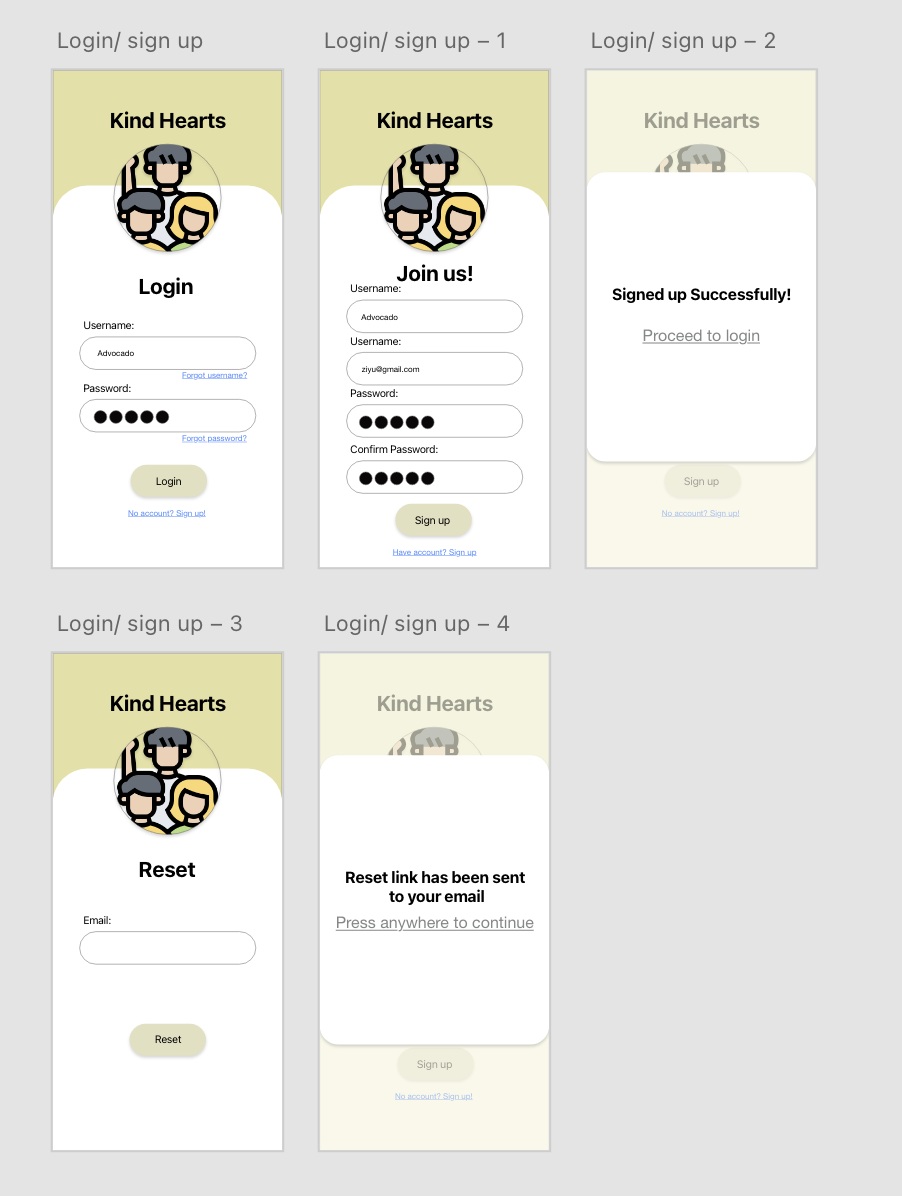 Login/ sign up
Kind Hearts
Login
Username:
Advocado
Forgot username?
Password:
Forgot password?
Login
No account? Sign up!
Login/ sign up – 1
Kind Hearts
Join us!
Username:
Advocado
Username:
ziyu@gmail.com
Password:
Confirm Password:
Sign up
Have account? Sign up
Login/ sign up – 2
Kind Hearts
Signed up Successfully!
Proceed to login
Sign up
No account? Sign up!
Login/ sign up – 3
Kind Hearts
Reset
Email:
Reset
Login/ sign up – 4
Kind Hearts
Reset link has been sent
to your email
Press anywhere to continue
Sign up
No account? Sign up!